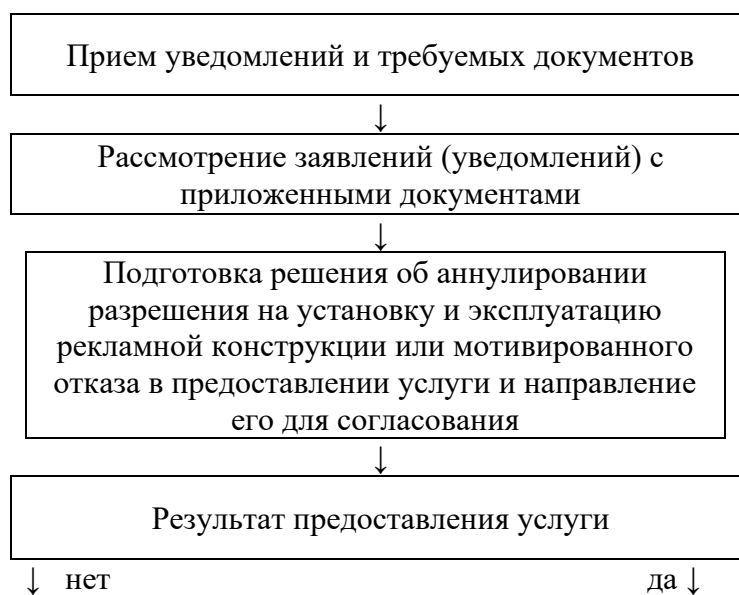 Прием уведомлений и требуемых документов
↓
Рассмотрение заявлений (уведомлений) с
приложенными документами
↓
Подготовка решения об аннулировании
разрешения на установку и эксплуатацию
рекламной конструкции или мотивированного
отказа в предоставлении услуги и направление
его для согласования
↓
Результат предоставления услуги
↓ нет да ↓